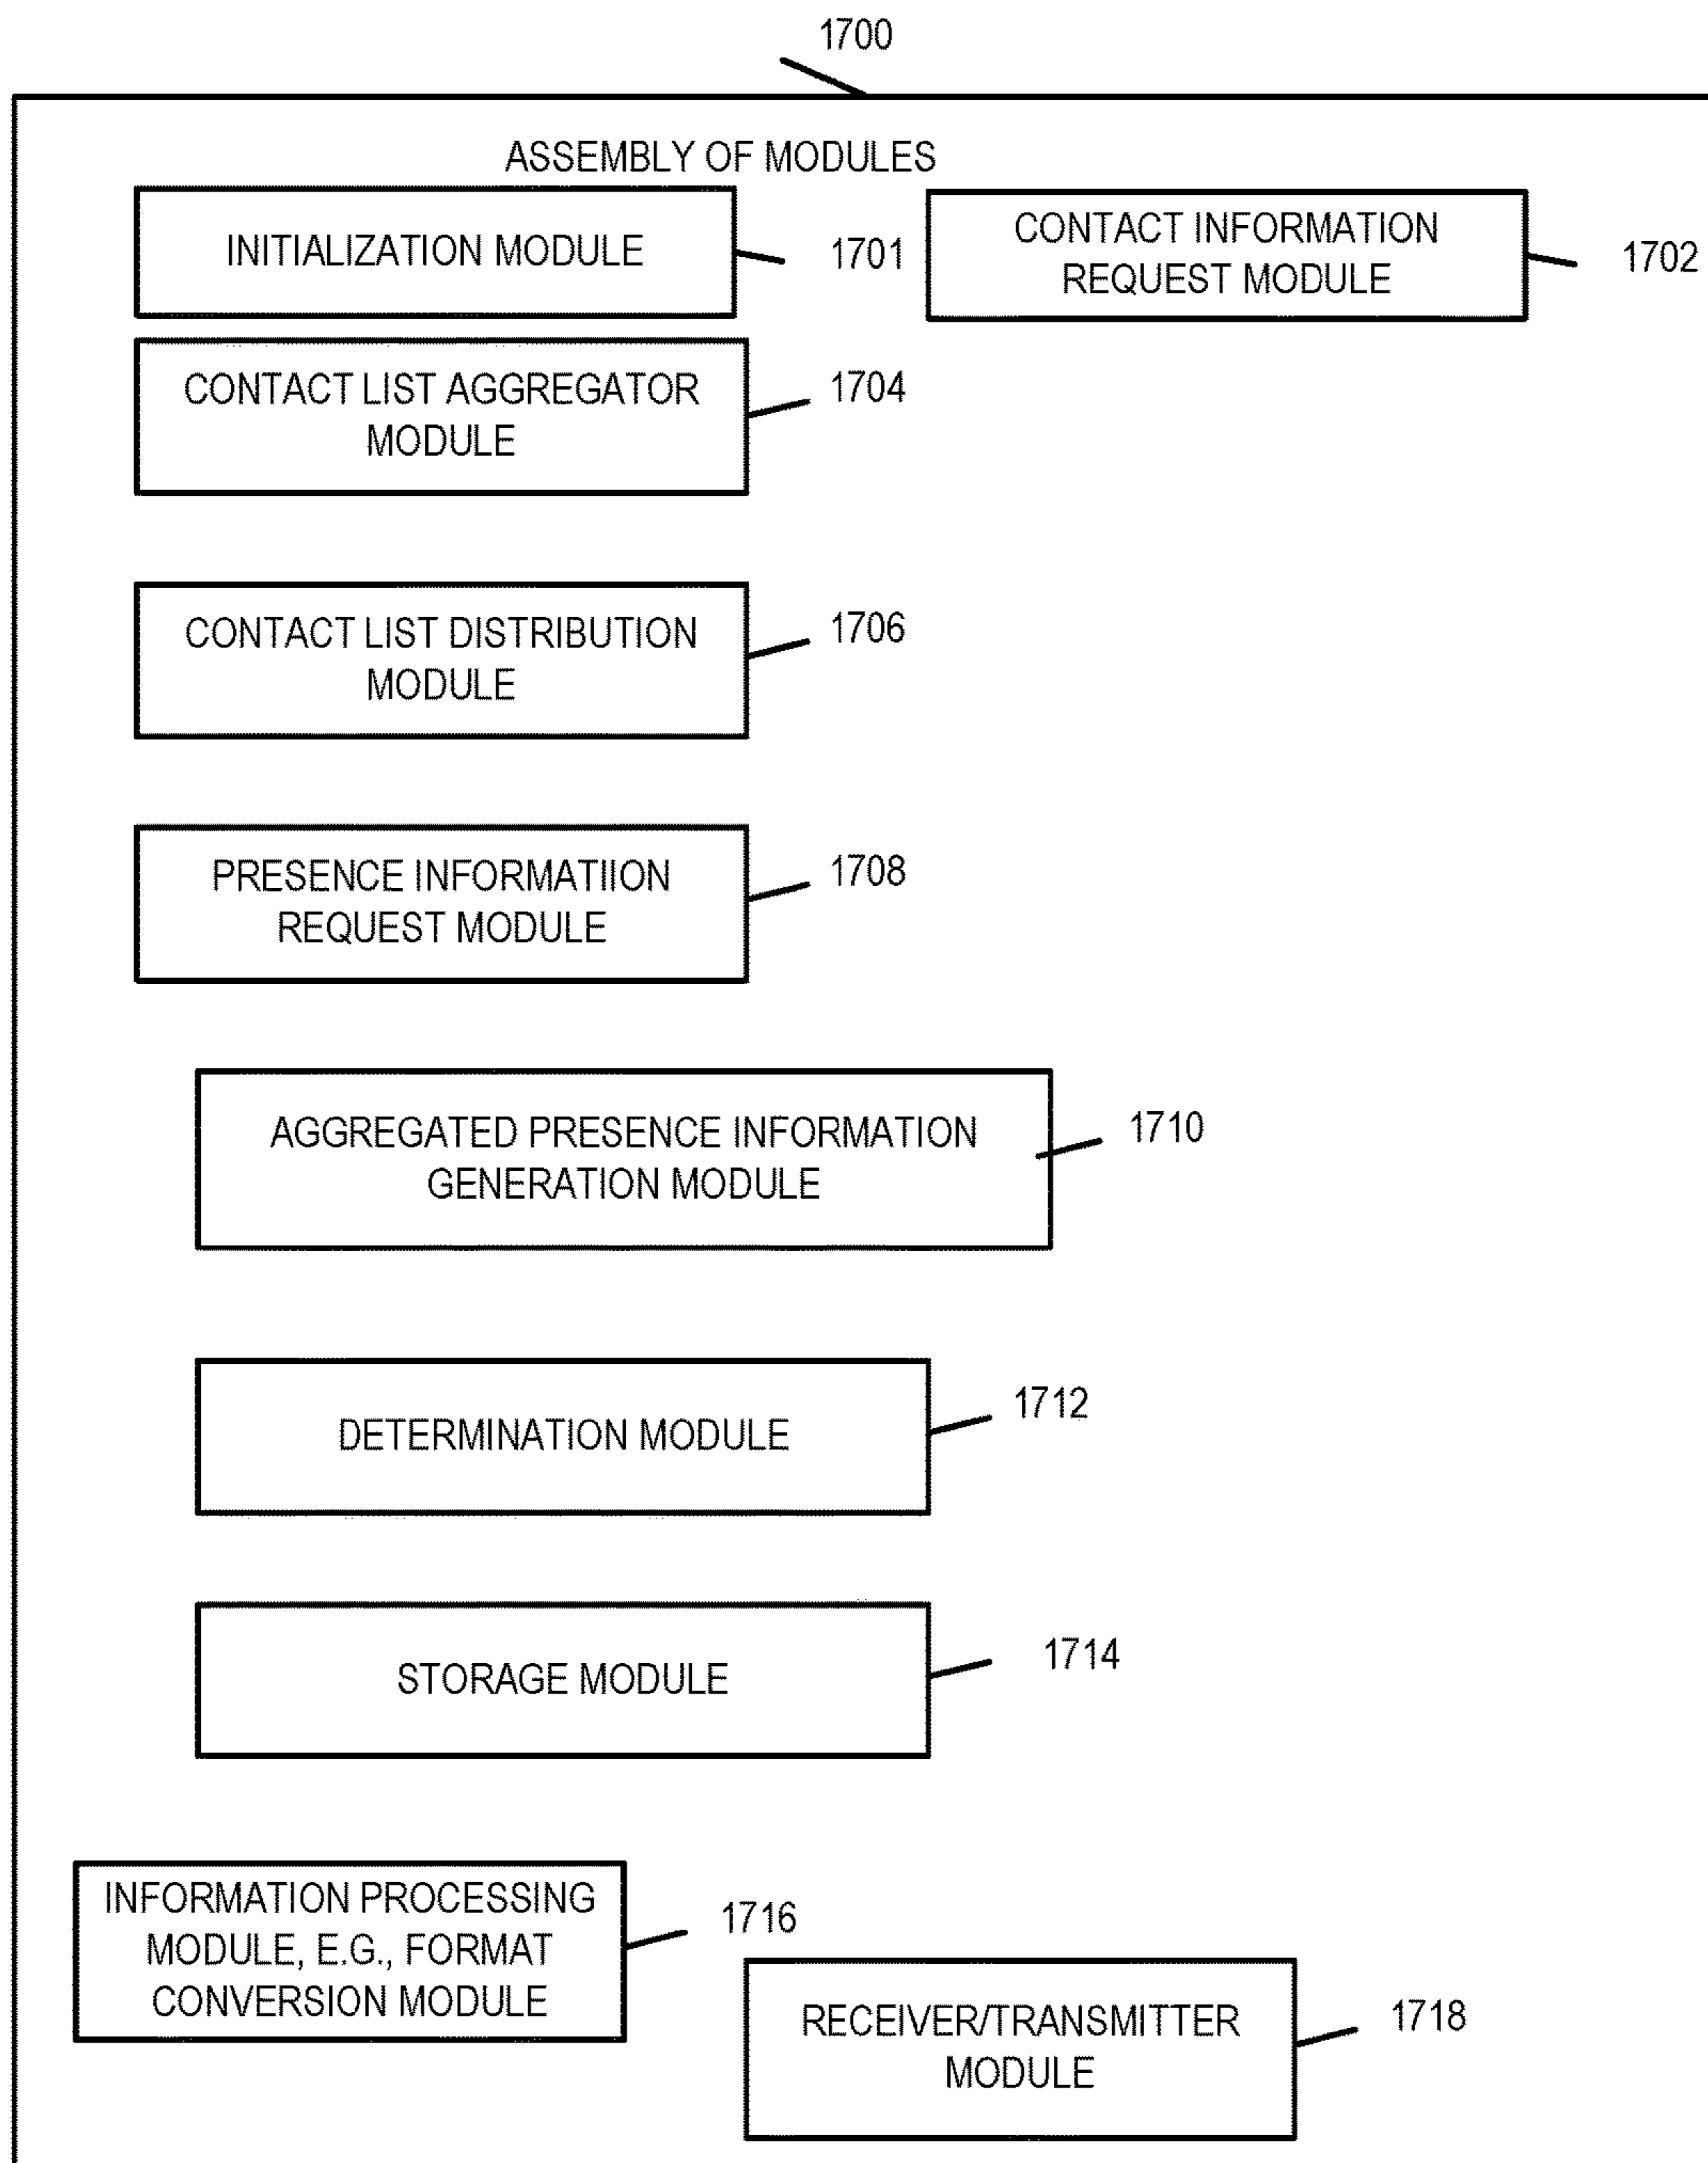 1700
ASSEMBLY OF MODULES
INITIALIZATION MODULE
1701
CONTACT INFORMATION
REQUEST MODULE
1702
CONTACT LIST AGGREGATOR
MODULE
1704
CONTACT LIST DISTRIBUTION
MODULE
1706
PRESENCE INFORMATIION
REQUEST MODULE
1708
AGGREGATED PRESENCE INFORMATION
GENERATION MODULE
1710
DETERMINATION MODULE
1712
STORAGE MODULE
1714
INFORMATION PROCESSING
MODULE, E.G., FORMAT
CONVERSION MODULE
1716
RECEIVER/TRANSMITTER
MODULE
1718